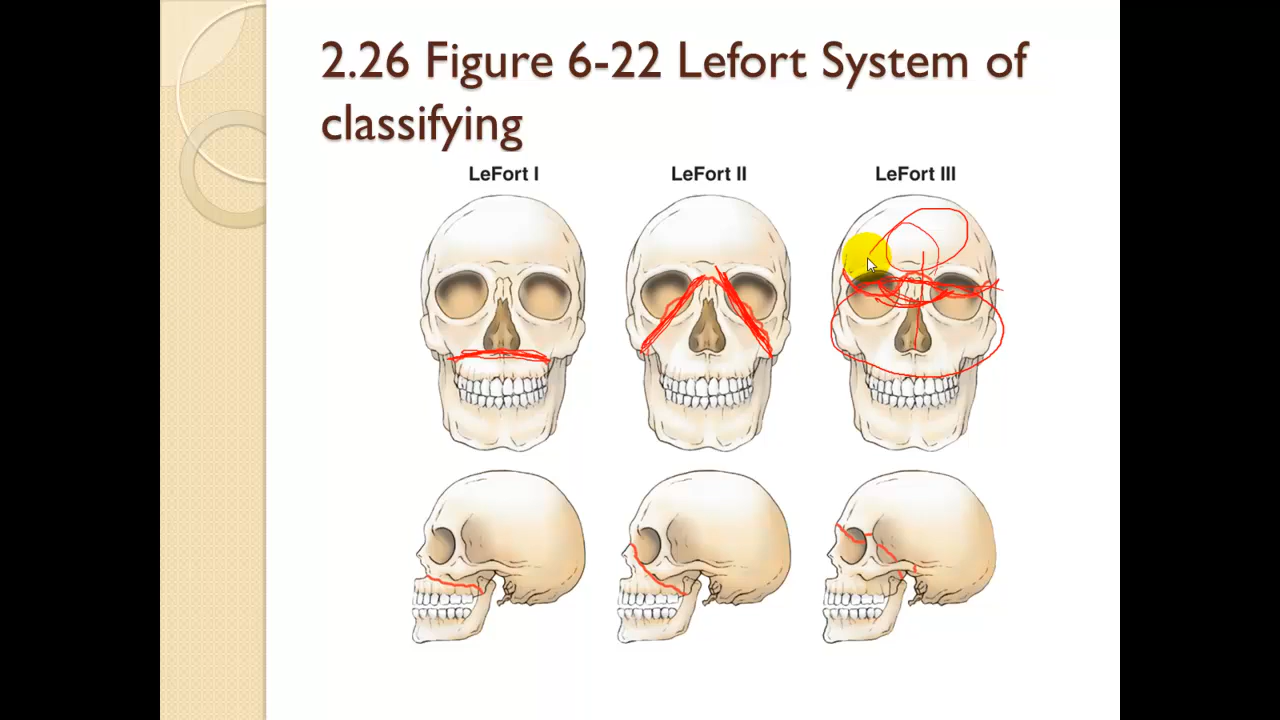 2.26 Figure 6-22 Lefort System of
classifying
LeFort I
LeFort II
LeFort III